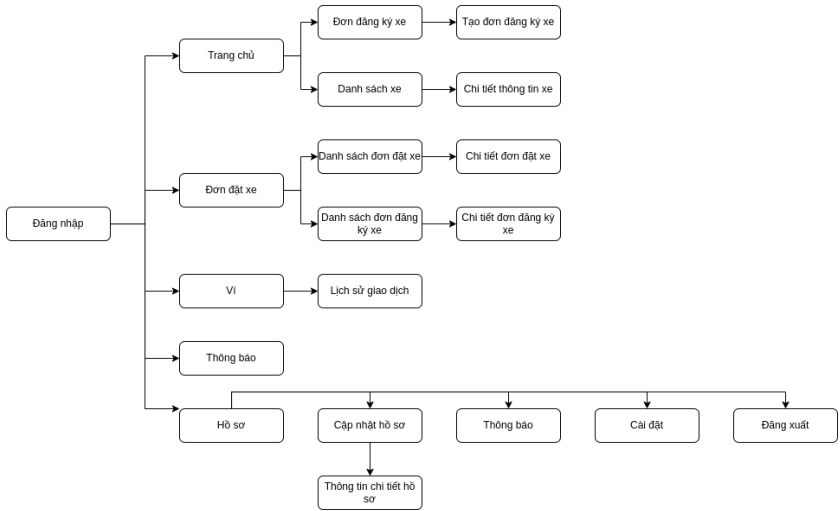 Đơn đăng ký xe
Tạo đơn đăng ký xe
Trang chủ
Danh sách xe
Chi tiết thông tin xe
Danh sách đơn đặt xe
Chi tiết đơn đặt xe
Đơn đặt xe
Danh sách đơn đăng
ký xe
Chi tiết đơn đăng ký
xe
Đăng nhập
Ví
Lịch sử giao dịch
Thông báo
Hồ sơ
Cập nhật hồ sơ
Thông báo
Cài đặt
Đăng xuất
Thông tin chi tiết hồ
sơ